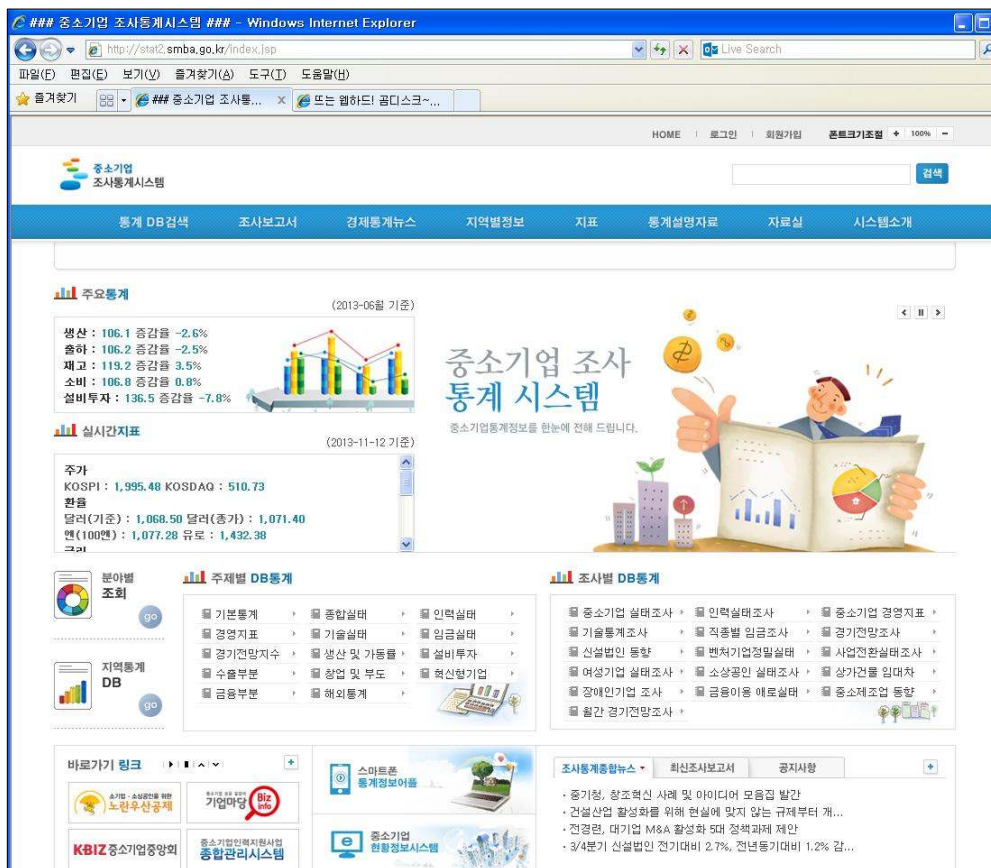 ### 중소기업 조사통계시스템 ### - Windows Internet Explorer
http://stat2.smba.go.kr/index.jsp
Live Search
파일(F) 편집(E) 보기(V) 즐겨찾기(A) 도구(T) 도움말(H)
즐겨찾기 ### 중소기업 조사통... x 뜨는 웹하드! 곰디스크~...
HOME 로그인 회원가입 폰트크기조절 + 100% -
중소기업
조사통계시스템
검색
통계 DB검색 조사보고서 경제통계뉴스 지역별정보 지표 통계설명자료 자료실 시스템소개
주요통계
(2013-06월 기준)
생산 : 106.1 증감율 -2.6%
출하 : 106.2 증감율 -2.5%
재고 : 119.2 증감율 3.5%
소비 : 106.8 증감율 0.8%
설비투자 : 136.5 증감율 -7.8%
중소기업 조사
통계 시스템
중소기업통계정보를 한눈에 전해 드립니다.
실시간지표
(2013-11-12 기준)
주가
KOSPI : 1,995.48 KOSDAQ : 510.73
환율
달러(기준) : 1,068.50 달러(종가) : 1,071.40
엔(100엔) : 1,077.28 유로 : 1,432.38
금리
분야별
조회
go
지역통계
DB
go
주제별 DB통계
기본통계 종합실태 인력실태
경영지표 기술실태 임금실태
경기전망지수 생산 및 가동률 설비투자
수출부분 창업 및 부도 혁신형기업
금융부분 해외통계
조사별 DB통계
중소기업 실태조사 인력실태조사 중소기업 경영지표
기술통계조사 직종별 임금조사 경기전망조사
신설법인 동향 벤처기업정밀실태 사업전환실태조사
여성기업 실태조사 소상공인 실태조사 상가건물 임대차
장애인기업 조사 금융이용 애로실태 중소제조업 동향
월간 경기전망조사
바로가기 링크
소기업·소상공인을 위한
노란우산공제
기업마당 Biz info
KBIZ 중소기업중앙회
중소기업인력지원사업
종합관리시스템
스마트폰
통계정보어플
중소기업
현황정보시스템
조사통계종합뉴스 최신조사보고서 공지사항
· 중기청, 창조혁신 사례 및 아이디어 모음집 발간
· 건설산업 활성화를 위해 현실에 맞지 않는 규제부터 개...
· 전경련, 대기업 M&A 활성화 5대 정책과제 제안
· 3/4분기 신설법인 전기대비 2.7%, 전년동기대비 1.2% 감...